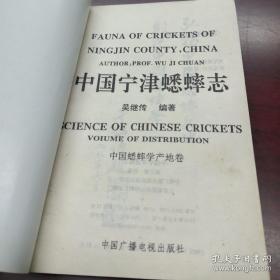 FAUNA OF CRICKETS OF
NINGJIN COUNTY,CHINA
AUTHOR:PROF. WU JI CHUAN
中国宁津蟋蟀志
吴继传 编著
SCIENCE OF CHINESE CRICKETS
VOLUME OF DISTRIBUTION
中国蟋蟀学产地卷
中国广播电视出版社